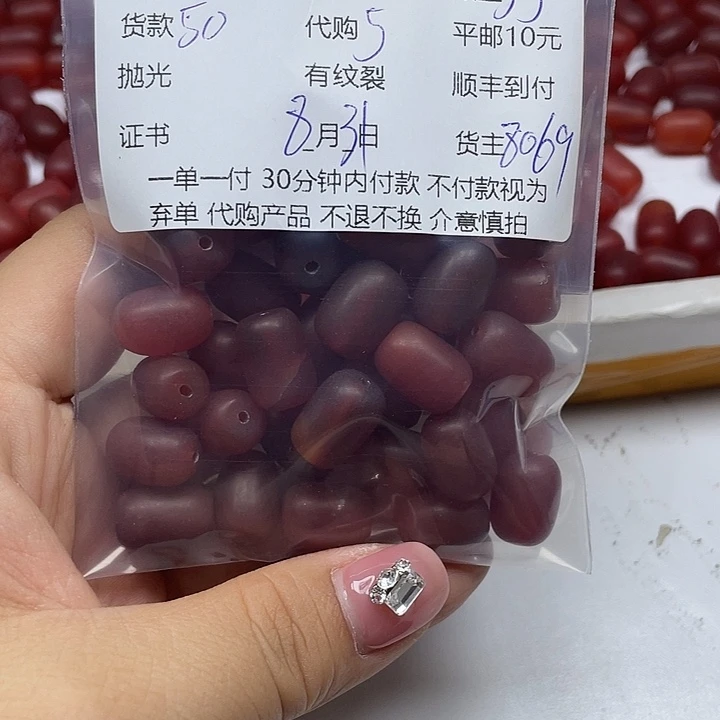 货款50 代购5 平邮10元
抛光 有纹裂 顺丰到付
证书 8月31日 货主8069
一单一付 30分钟内付款 不付款视为
弃单 代购产品 不退不换 介意慎拍